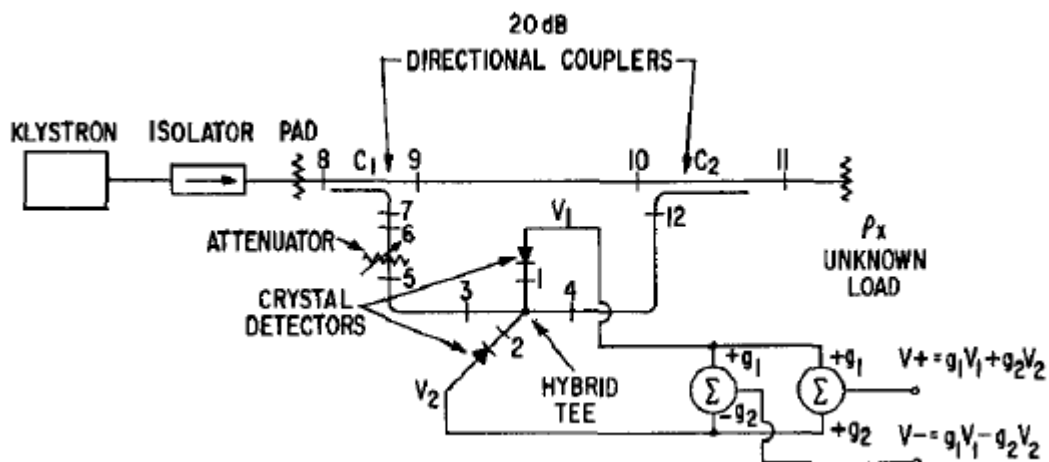 20 dB
DIRECTIONAL COUPLERS
KLYSTRON ISOLATOR PAD
8 C₁ 9 10 C₂ 11
7 V₁ 12
6
ATTENUATOR
ρx
5 1 UNKNOWN
3 4 LOAD
CRYSTAL
DETECTORS
2
+g₁ +g₁
V+ = g₁V₁+g₂V₂
Σ Σ
V₂ HYBRID
TEE
-g₂
+g₂ V- = g₁V₁-g₂V₂